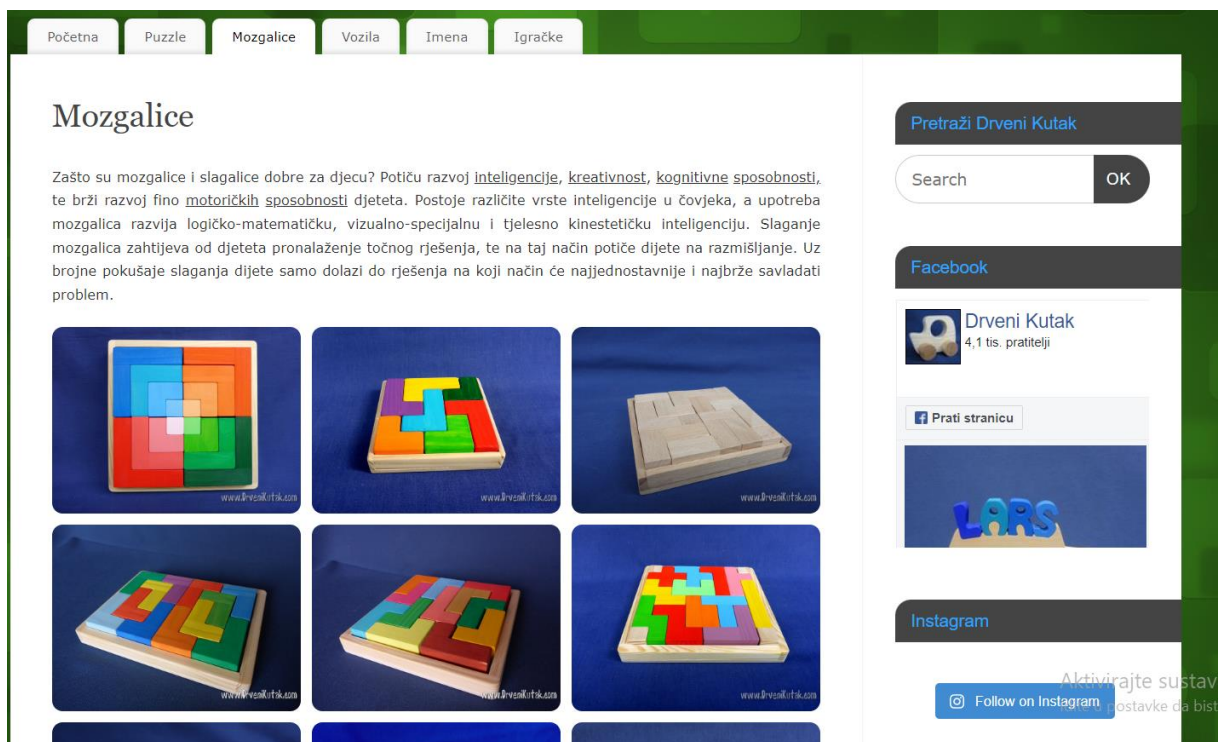 Početna Puzzle Mozgalice Vozila Imena Igračke
Mozgalice
Zašto su mozgalice i slagalice dobre za djecu? Potiču razvoj inteligencije, kreativnost, kognitivne sposobnosti,
te brži razvoj fino motoričkih sposobnosti djeteta. Postoje različite vrste inteligencije u čovjeka, a upotreba
mozgalica razvija logičko-matematičku, vizualno-specijalnu i tjelesno kinestetičku inteligenciju. Slaganje
mozgalica zahtijeva od djeteta pronalaženje točnog rješenja, te na taj način potiče dijete na razmišljanje. Uz
brojne pokušaje slaganja dijete samo dolazi do rješenja na koji način će najjednostavnije i najbrže savladati
problem.
www.DrveniKutak.com
www.DrveniKutak.com
www.DrveniKutak.com
www.DrveniKutak.com
www.DrveniKutak.com
www.DrveniKutak.com
Pretraži Drveni Kutak
Search OK
Facebook
Drveni Kutak
4,1 tis. pratitelji
Prati stranicu
LARS
Instagram
Follow on Instagram
Aktivirajte sustav
postavke da bist